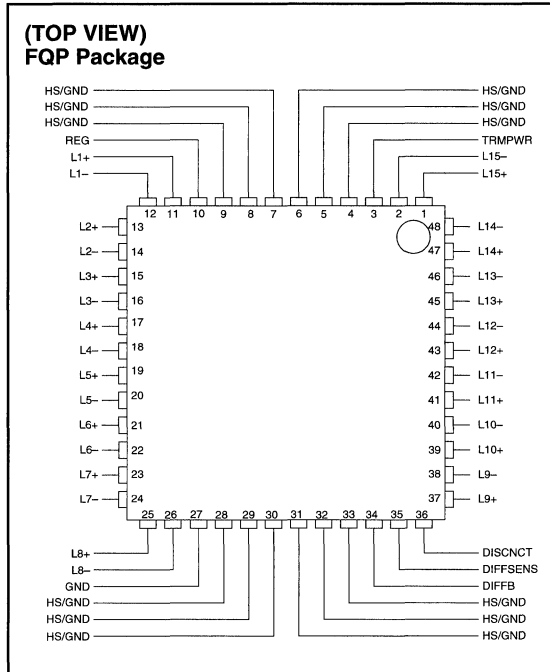 (TOP VIEW)
FQP Package
HS/GND HS/GND
HS/GND HS/GND
HS/GND HS/GND
REG TRMPWR
L1+ L15–
L1– L15+
12 11 10 9 8 7 6 5 4 3 2 1
L2+ 13 48 L14–
L2– 14 47 L14+
L3+ 15 46 L13–
L3– 16 45 L13+
L4+ 17 44 L12–
L4– 18 43 L12+
L5+ 19 42 L11–
L5– 20 41 L11+
L6+ 21 40 L10–
L6– 22 39 L10+
L7+ 23 38 L9–
L7– 24 37 L9+
25 26 27 28 29 30 31 32 33 34 35 36
L8+ DISCNCT
L8– DIFFSENS
GND DIFFB
HS/GND HS/GND
HS/GND HS/GND
HS/GND HS/GND